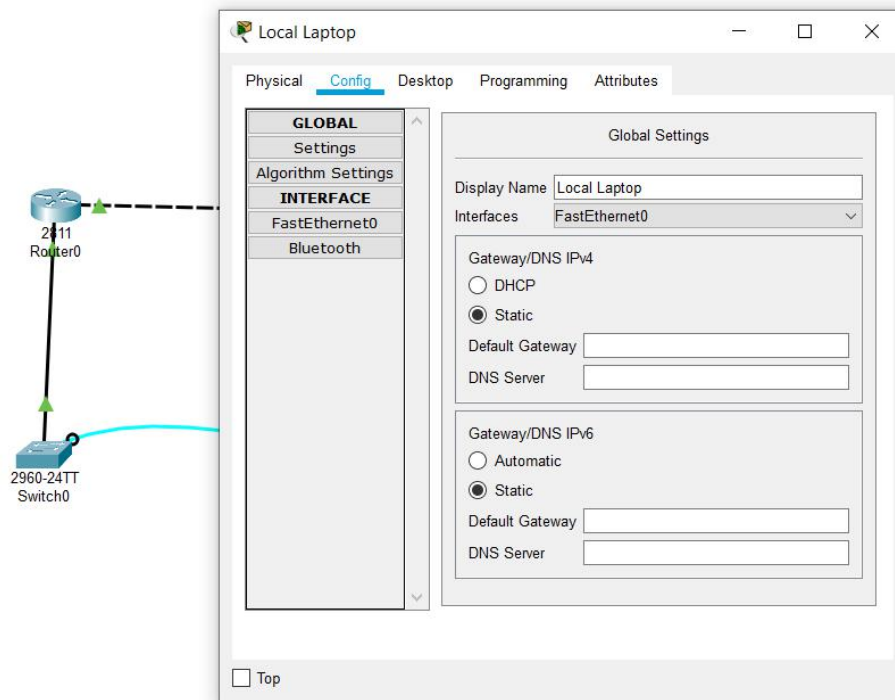 Local Laptop
Physical Config Desktop Programming Attributes
GLOBAL
Settings
Algorithm Settings
INTERFACE
FastEthernet0
Bluetooth
Global Settings
Display Name Local Laptop
Interfaces FastEthernet0
Gateway/DNS IPv4
DHCP
Static
Default Gateway
DNS Server
Gateway/DNS IPv6
Automatic
Static
Default Gateway
DNS Server
Top
2811
Router0
2960-24TT
Switch0